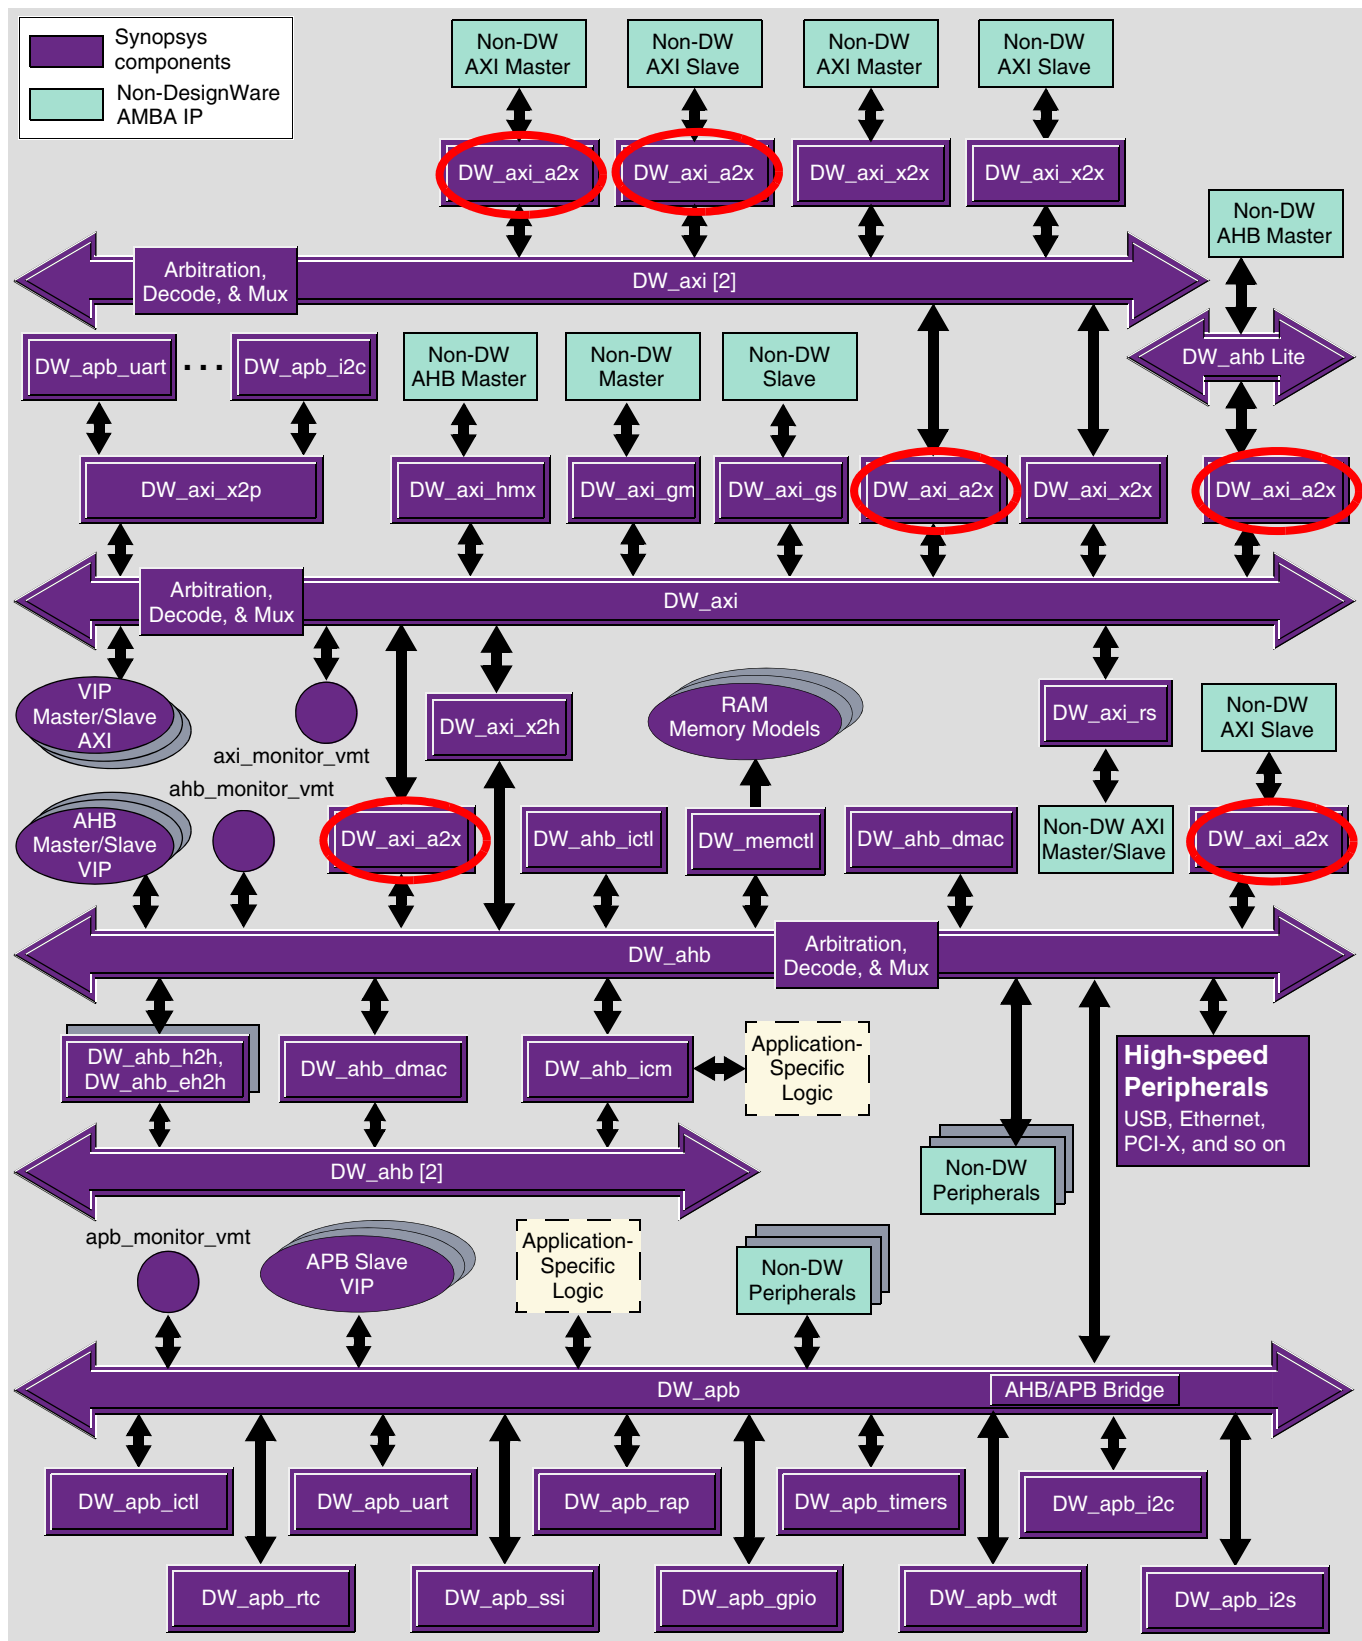 Synopsys
components
Non-DesignWare
AMBA IP
Non-DW
AXI Master
Non-DW
AXI Slave
Non-DW
AXI Master
Non-DW
AXI Slave
DW_axi_a2x
DW_axi_a2x
DW_axi_x2x
DW_axi_x2x
Non-DW
AHB Master
Arbitration,
Decode, & Mux
DW_axi [2]
DW_ahb Lite
DW_apb_uart
. . .
DW_apb_i2c
Non-DW
AHB Master
Non-DW
Master
Non-DW
Slave
DW_axi_x2p
DW_axi_hmx
DW_axi_gm
DW_axi_gs
DW_axi_a2x
DW_axi_x2x
DW_axi_a2x
Arbitration,
Decode, & Mux
DW_axi
VIP
Master/Slave
AXI
axi_monitor_vmt
DW_axi_x2h
RAM
Memory Models
DW_axi_rs
Non-DW
AXI Slave
AHB
Master/Slave
VIP
ahb_monitor_vmt
DW_axi_a2x
DW_ahb_ictl
DW_memctl
DW_ahb_dmac
Non-DW AXI
Master/Slave
DW_axi_a2x
DW_ahb
Arbitration,
Decode, & Mux
DW_ahb_h2h,
DW_ahb_eh2h
DW_ahb_dmac
DW_ahb_icm
Application-
Specific
Logic
High-speed
Peripherals
USB, Ethernet,
PCI-X, and so on
Non-DW
Peripherals
DW_ahb [2]
apb_monitor_vmt
APB Slave
VIP
Application-
Specific
Logic
Non-DW
Peripherals
DW_apb
AHB/APB Bridge
DW_apb_ictl
DW_apb_uart
DW_apb_rap
DW_apb_timers
DW_apb_i2c
DW_apb_rtc
DW_apb_ssi
DW_apb_gpio
DW_apb_wdt
DW_apb_i2s